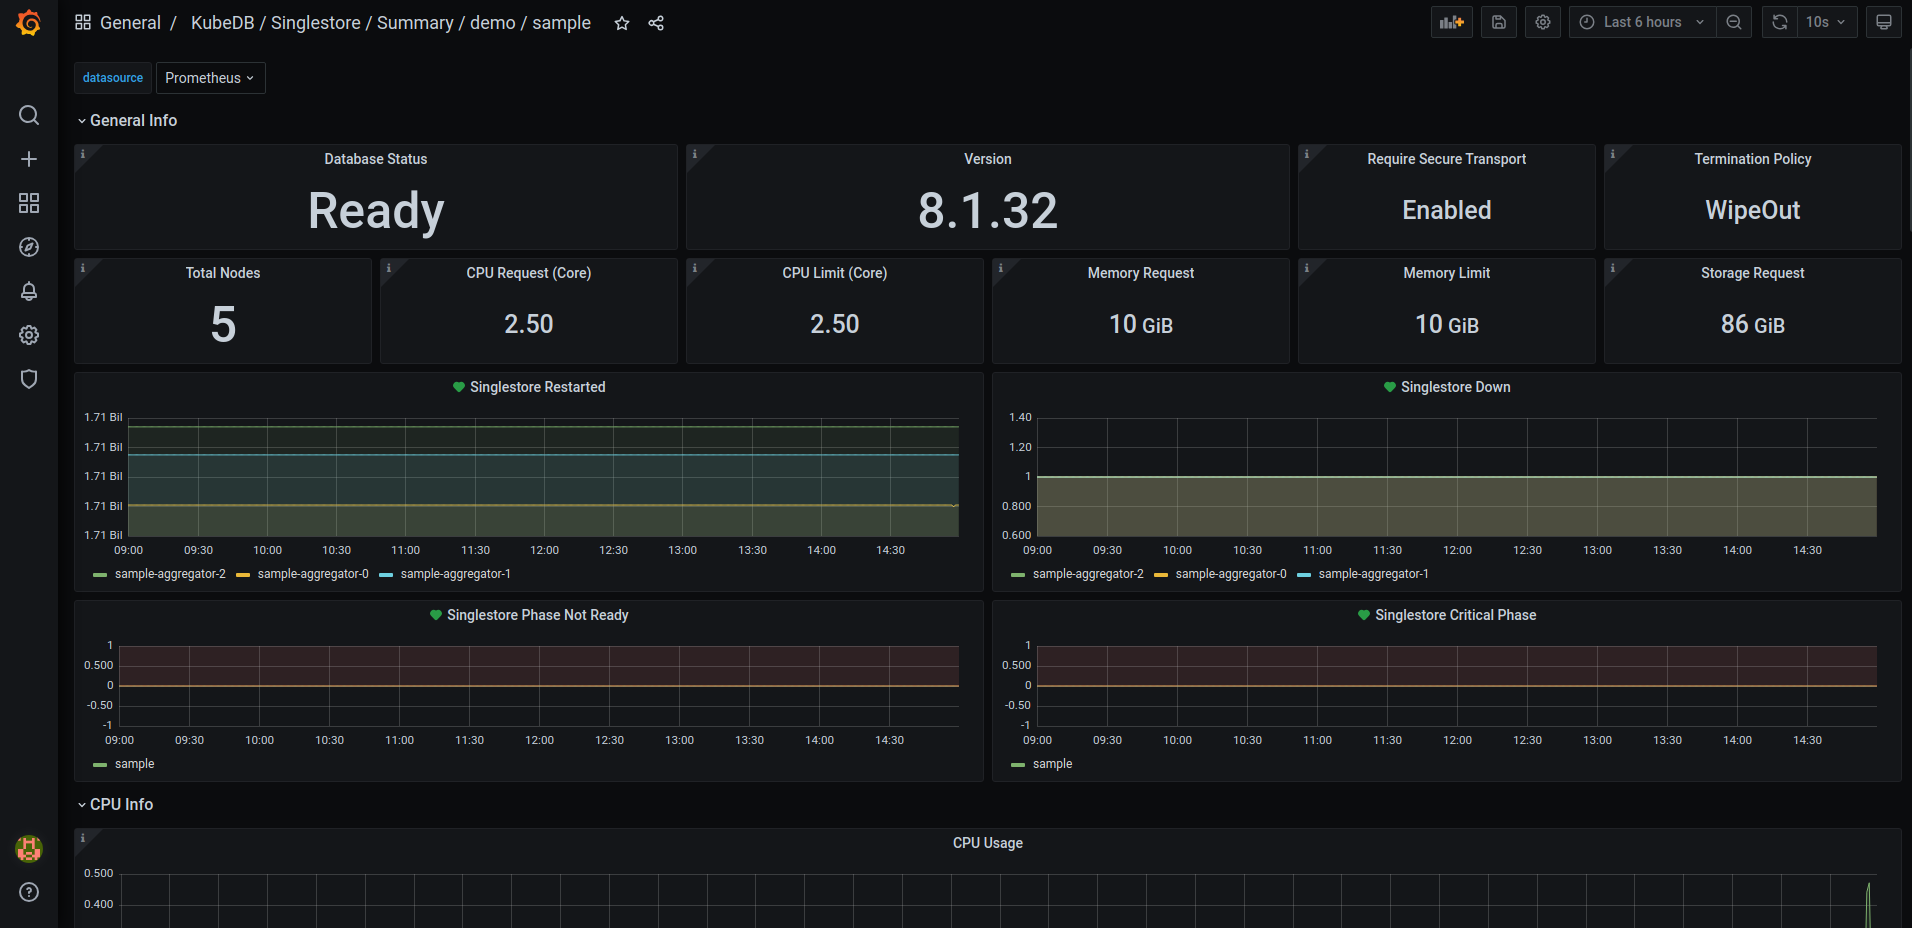 General / KubeDB / Singlestore / Summary / demo / sample
Last 6 hours
10s
datasource
Prometheus
General Info
Database Status
Ready
Version
8.1.32
Require Secure Transport
Enabled
Termination Policy
WipeOut
Total Nodes
5
CPU Request (Core)
2.50
CPU Limit (Core)
2.50
Memory Request
10 GiB
Memory Limit
10 GiB
Storage Request
86 GiB
Singlestore Restarted
1.71 Bil
1.71 Bil
1.71 Bil
1.71 Bil
1.71 Bil
09:00 09:30 10:00 10:30 11:00 11:30 12:00 12:30 13:00 13:30 14:00 14:30
sample-aggregator-2 sample-aggregator-0 sample-aggregator-1
Singlestore Down
1.40
1.20
1
0.800
0.600
09:00 09:30 10:00 10:30 11:00 11:30 12:00 12:30 13:00 13:30 14:00 14:30
sample-aggregator-2 sample-aggregator-0 sample-aggregator-1
Singlestore Phase Not Ready
1
0.500
0
-0.50
-1
09:00 09:30 10:00 10:30 11:00 11:30 12:00 12:30 13:00 13:30 14:00 14:30
sample
Singlestore Critical Phase
1
0.500
0
-0.50
-1
09:00 09:30 10:00 10:30 11:00 11:30 12:00 12:30 13:00 13:30 14:00 14:30
sample
CPU Info
CPU Usage
0.500
0.400